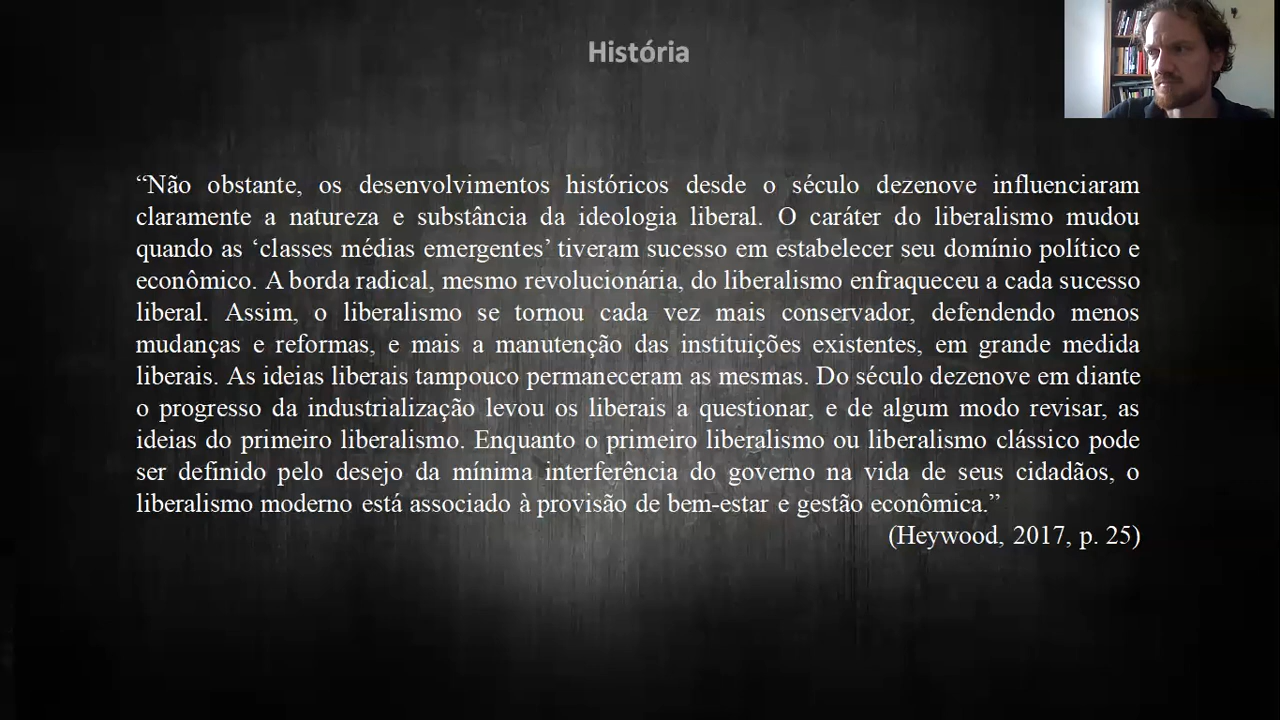 História
“Não obstante, os desenvolvimentos históricos desde o século dezenove influenciaram
claramente a natureza e substância da ideologia liberal. O caráter do liberalismo mudou
quando as ‘classes médias emergentes’ tiveram sucesso em estabelecer seu domínio político e
econômico. A borda radical, mesmo revolucionária, do liberalismo enfraqueceu a cada sucesso
liberal. Assim, o liberalismo se tornou cada vez mais conservador, defendendo menos
mudanças e reformas, e mais a manutenção das instituições existentes, em grande medida
liberais. As ideias liberais tampouco permaneceram as mesmas. Do século dezenove em diante
o progresso da industrialização levou os liberais a questionar, e de algum modo revisar, as
ideias do primeiro liberalismo. Enquanto o primeiro liberalismo ou liberalismo clássico pode
ser definido pelo desejo da mínima interferência do governo na vida de seus cidadãos, o
liberalismo moderno está associado à provisão de bem-estar e gestão econômica.”
(Heywood, 2017, p. 25)